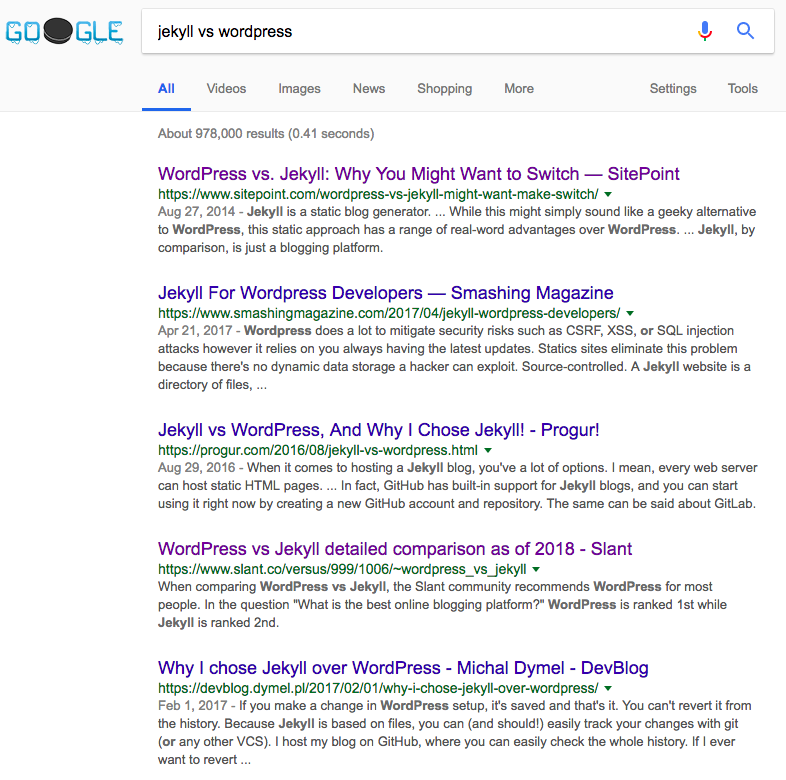 GOOGLE
jekyll vs wordpress
All Videos Images News Shopping More Settings Tools
About 978,000 results (0.41 seconds)
WordPress vs. Jekyll: Why You Might Want to Switch — SitePoint
https://www.sitepoint.com/wordpress-vs-jekyll-might-want-make-switch/
Aug 27, 2014 - Jekyll is a static blog generator. ... While this might simply sound like a geeky alternative
to WordPress, this static approach has a range of real-word advantages over WordPress. ... Jekyll, by
comparison, is just a blogging platform.
Jekyll For Wordpress Developers — Smashing Magazine
https://www.smashingmagazine.com/2017/04/jekyll-wordpress-developers/
Apr 21, 2017 - Wordpress does a lot to mitigate security risks such as CSRF, XSS, or SQL injection
attacks however it relies on you always having the latest updates. Statics sites eliminate this problem
because there's no dynamic data storage a hacker can exploit. Source-controlled. A Jekyll website is a
directory of files, ...
Jekyll vs WordPress, And Why I Chose Jekyll! - Progur!
https://progur.com/2016/08/jekyll-vs-wordpress.html
Aug 29, 2016 - When it comes to hosting a Jekyll blog, you've a lot of options. I mean, every web server
can host static HTML pages. ... In fact, GitHub has built-in support for Jekyll blogs, and you can start
using it right now by creating a new GitHub account and repository. The same can be said about GitLab.
WordPress vs Jekyll detailed comparison as of 2018 - Slant
https://www.slant.co/versus/999/1006/~wordpress_vs_jekyll
When comparing WordPress vs Jekyll, the Slant community recommends WordPress for most
people. In the question "What is the best online blogging platform?" WordPress is ranked 1st while
Jekyll is ranked 2nd.
Why I chose Jekyll over WordPress - Michal Dymel - DevBlog
https://devblog.dymel.pl/2017/02/01/why-i-chose-jekyll-over-wordpress/
Feb 1, 2017 - If you make a change in WordPress setup, it's saved and that's it. You can't revert it from
the history. Because Jekyll is based on files, you can (and should!) easily track your changes with git
(or any other VCS). I host my blog on GitHub, where you can easily check the whole history. If I ever
want to revert ...